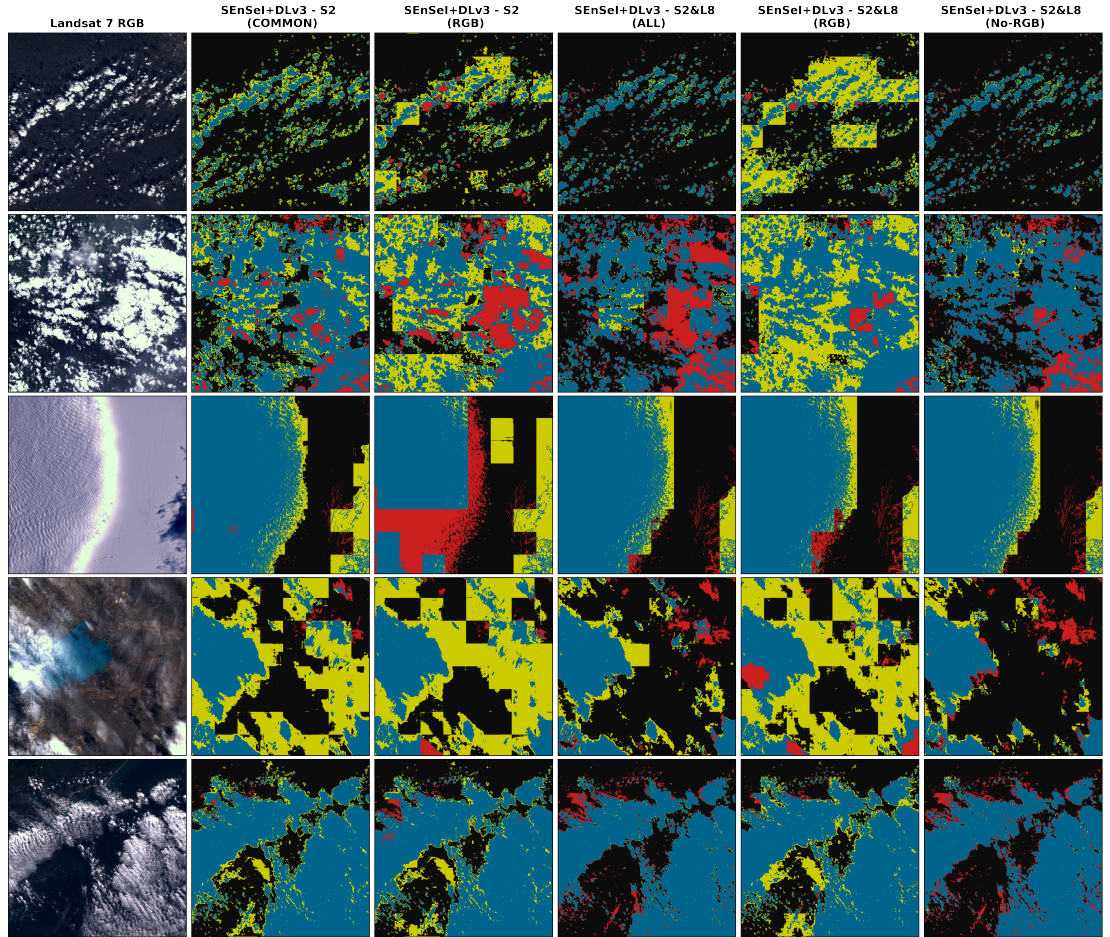 Landsat 7 RGB
SEnSeI+DLv3 - S2
(COMMON)
SEnSeI+DLv3 - S2
(RGB)
SEnSeI+DLv3 - S2&L8
(ALL)
SEnSeI+DLv3 - S2&L8
(RGB)
SEnSeI+DLv3 - S2&L8
(No-RGB)